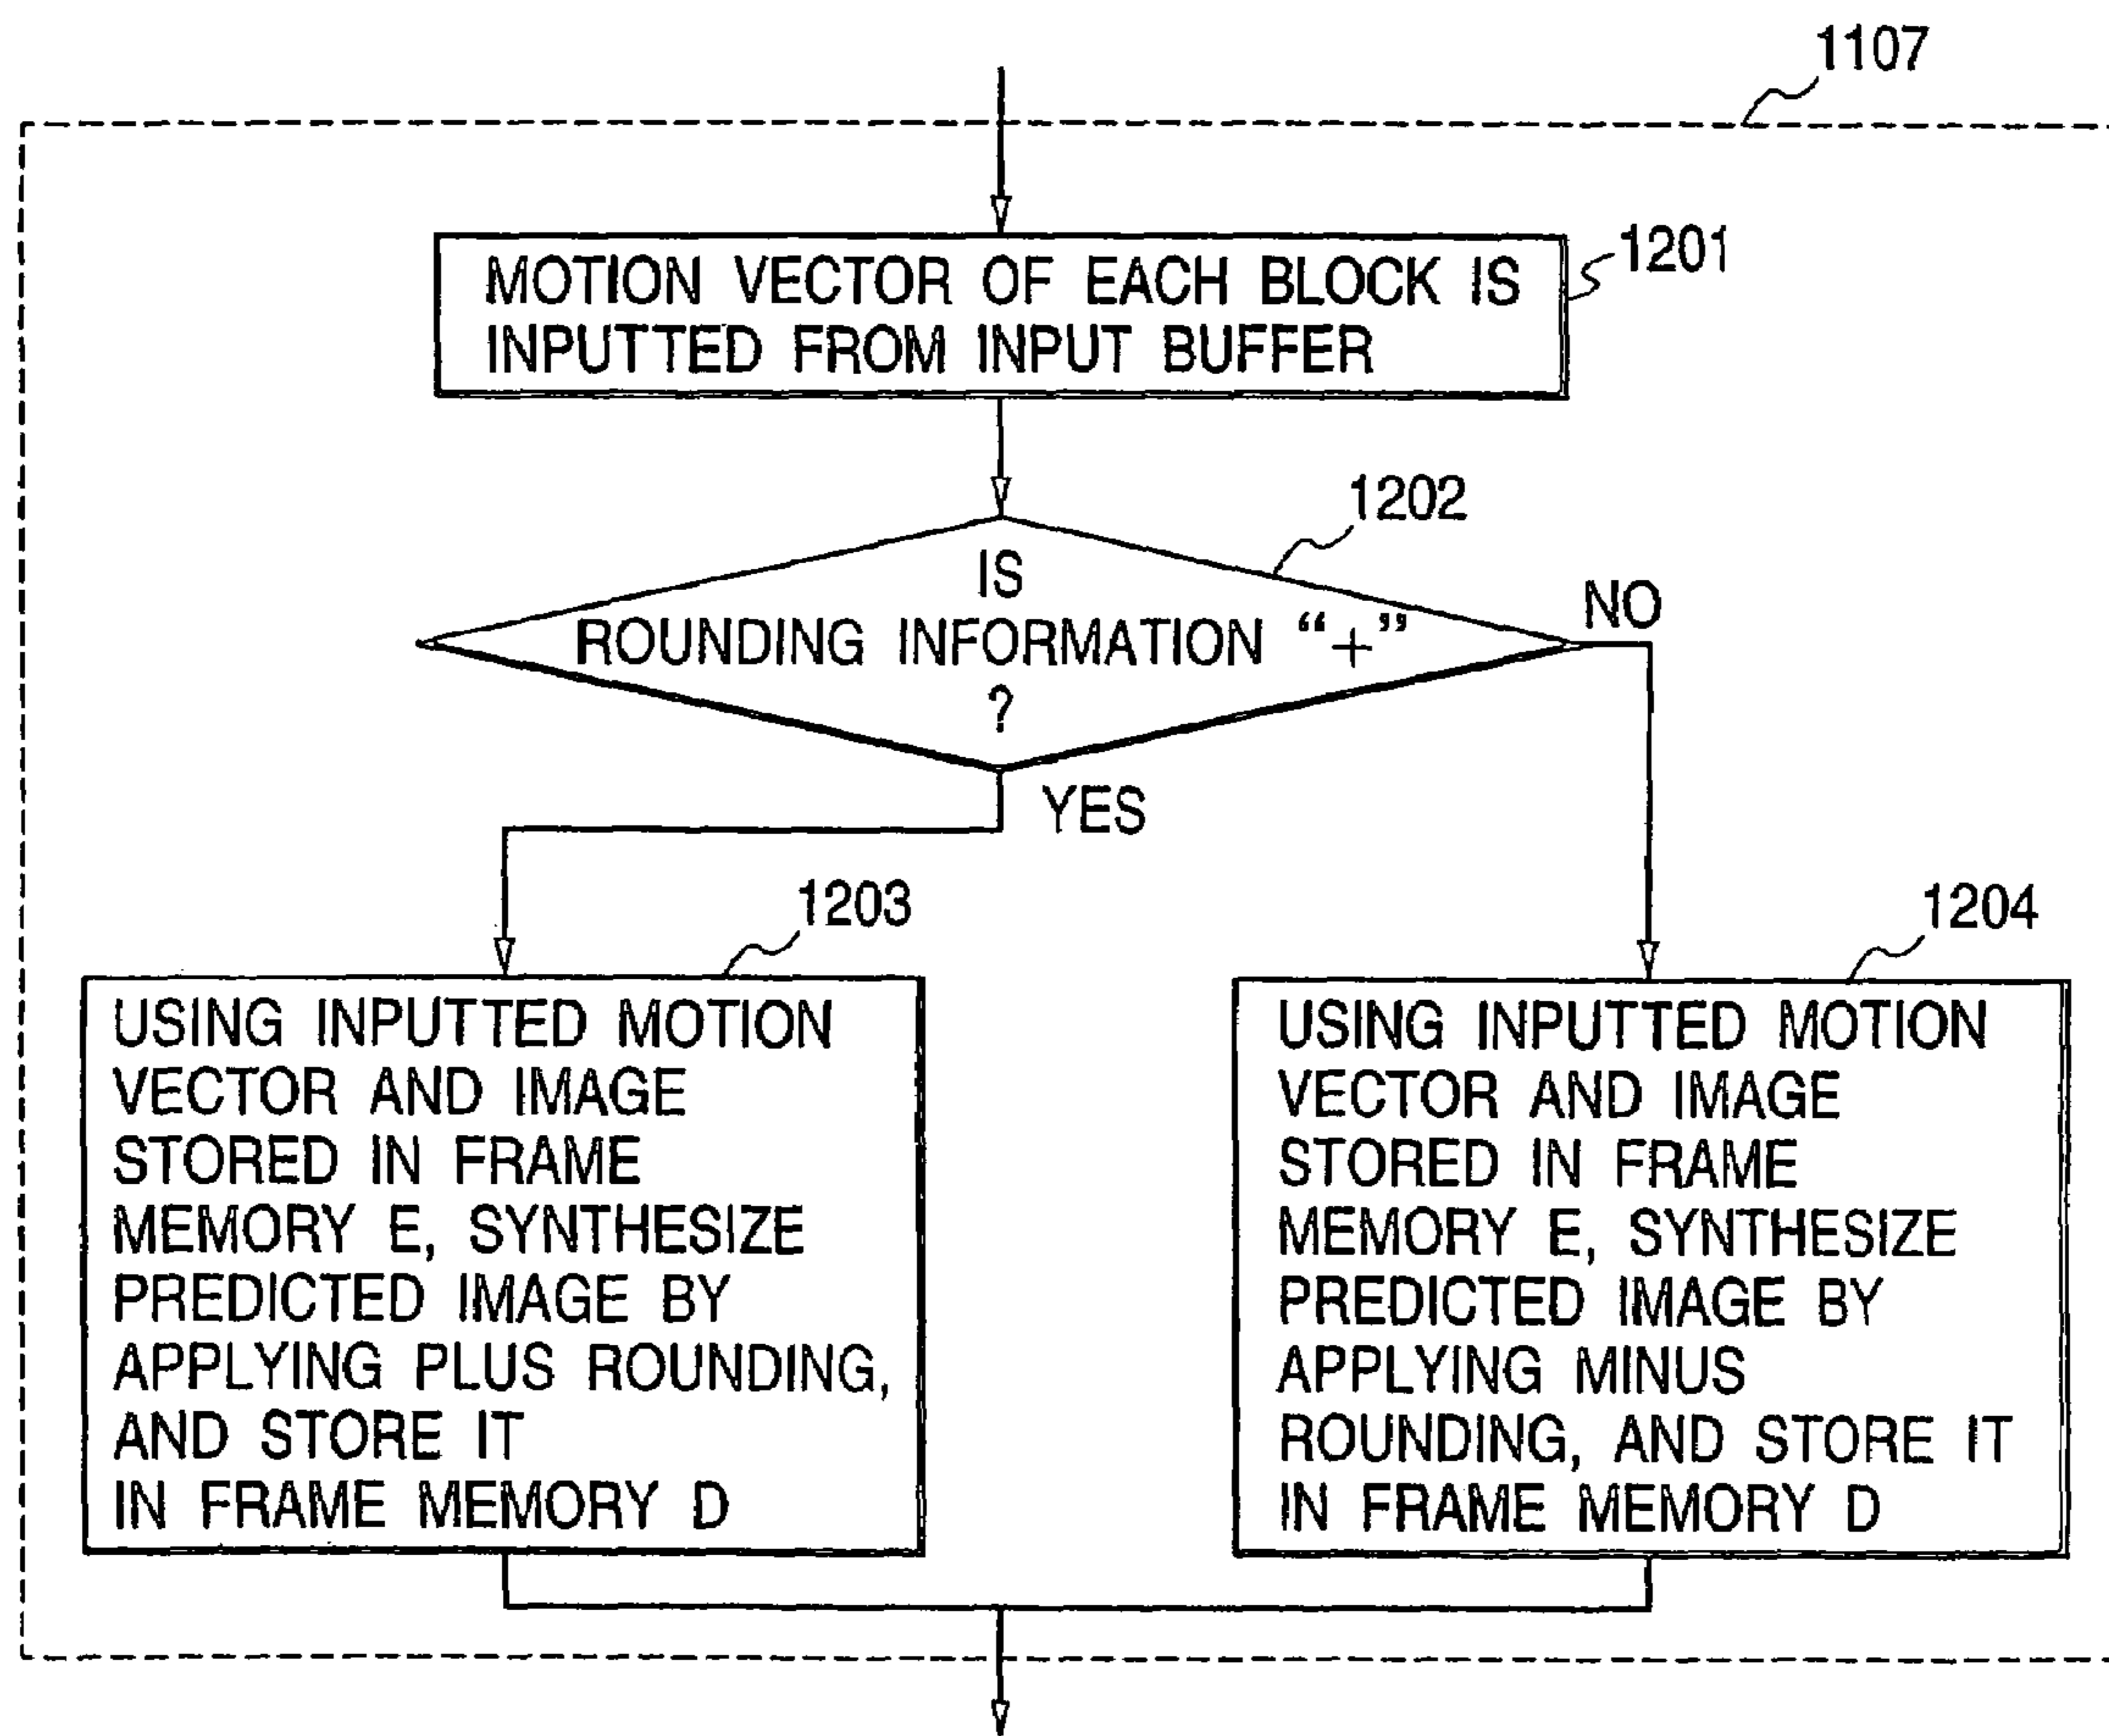 1107
MOTION VECTOR OF EACH BLOCK IS
INPUTTED FROM INPUT BUFFER
1201
1202
IS
ROUNDING INFORMATION “+”
?
NO
YES
1203
USING INPUTTED MOTION
VECTOR AND IMAGE
STORED IN FRAME
MEMORY E, SYNTHESIZE
PREDICTED IMAGE BY
APPLYING PLUS ROUNDING,
AND STORE IT
IN FRAME MEMORY D
1204
USING INPUTTED MOTION
VECTOR AND IMAGE
STORED IN FRAME
MEMORY E, SYNTHESIZE
PREDICTED IMAGE BY
APPLYING MINUS
ROUNDING, AND STORE IT
IN FRAME MEMORY D